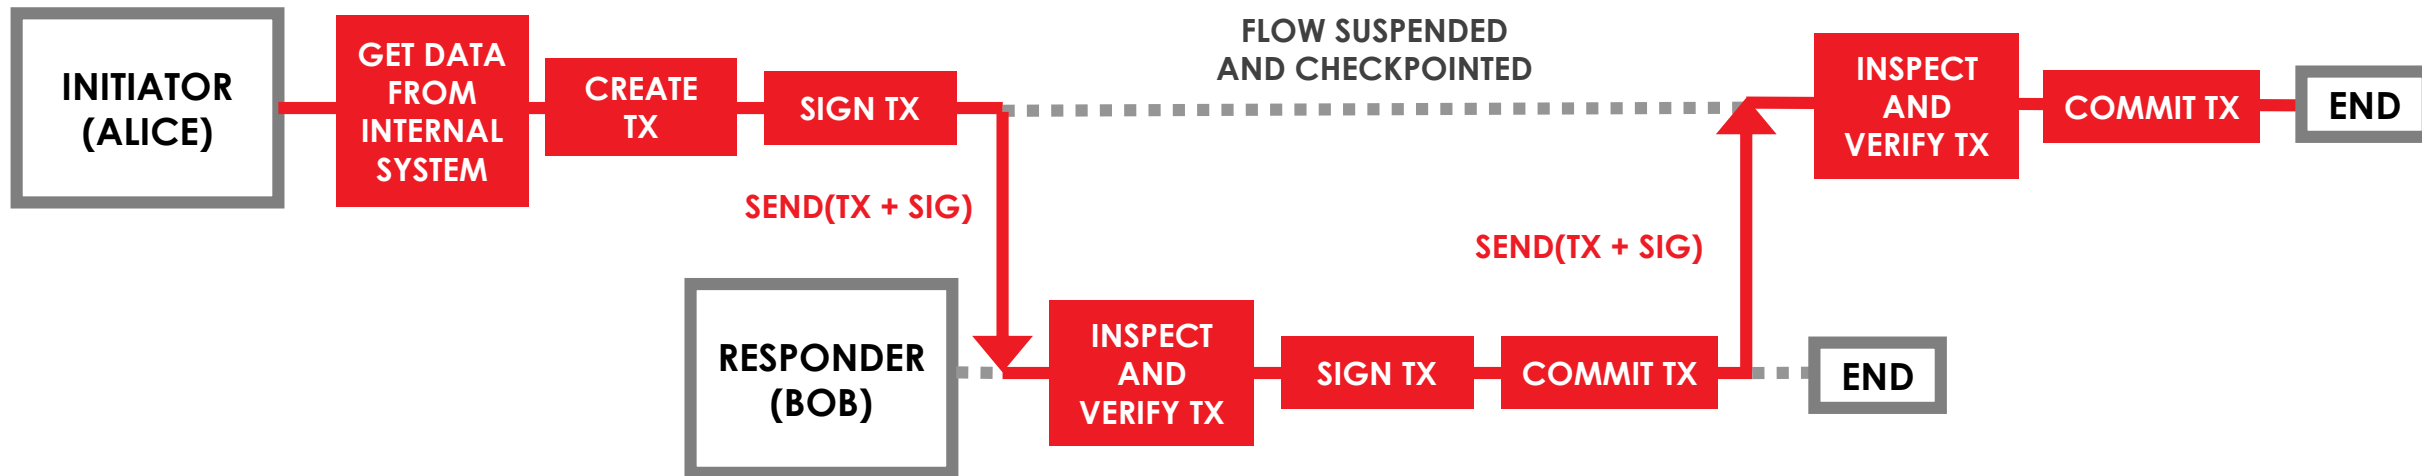 INITIATOR
(ALICE)
GET DATA
FROM
INTERNAL
SYSTEM
CREATE
TX
SIGN TX
FLOW SUSPENDED
AND CHECKPOINTED
INSPECT
AND
VERIFY TX
COMMIT TX
END
SEND(TX + SIG)
SEND(TX + SIG)
RESPONDER
(BOB)
INSPECT
AND
VERIFY TX
SIGN TX
COMMIT TX
END